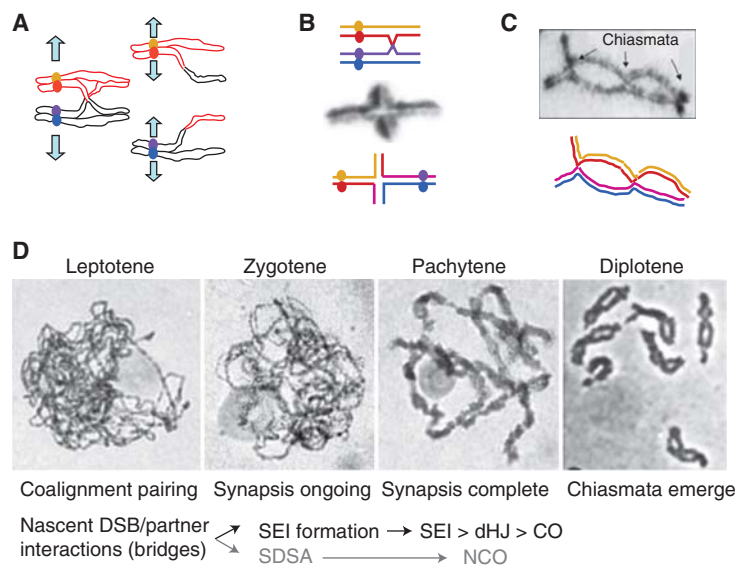 A
B
C
Chiasmata
D
Leptotene
Zygotene
Pachytene
Diplotene
Coalignment pairing
Synapsis ongoing
Synapsis complete
Chiasmata emerge
Nascent DSB/partner
interactions (bridges)
SEI formation
SEI > dHJ > CO
SDSA
NCO